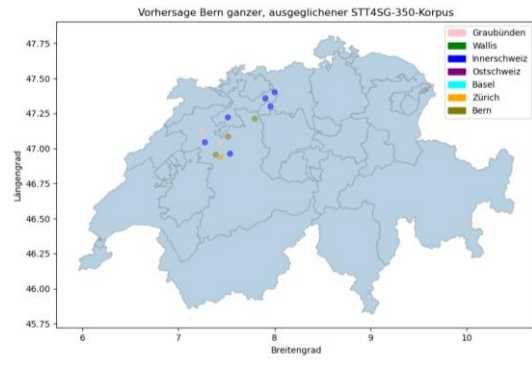 Vorhersage Bern ganzer, ausgeglichener STT4SG-350-Korpus
Graubünden
Wallis
Innerschweiz
Ostschweiz
Basel
Zürich
Bern
47.75
47.50
47.25
47.00
46.75
46.50
46.25
46.00
45.75
Längengrad
6
7
8
9
10
Breitengrad